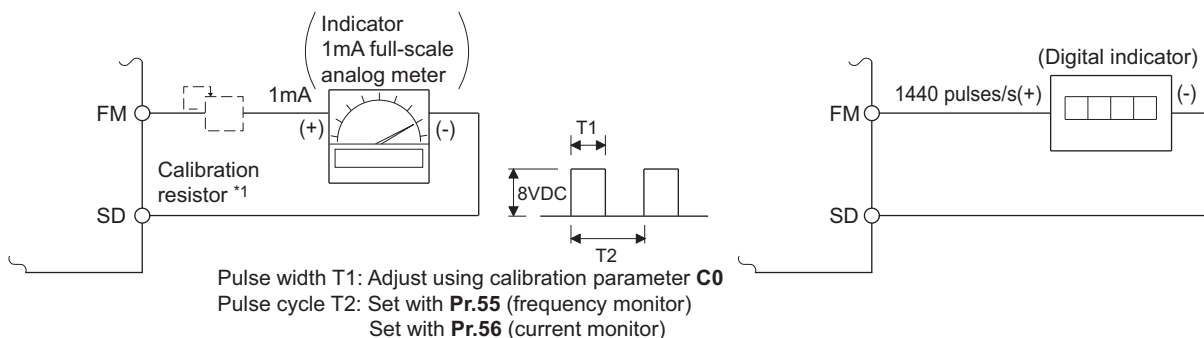 Indicator
1mA full-scale
analog meter
FM
1mA
(+)
(-)
Calibration
resistor *1
SD
T1
8VDC
T2
Pulse width T1: Adjust using calibration parameter C0
Pulse cycle T2: Set with Pr.55 (frequency monitor)
Set with Pr.56 (current monitor)
(Digital indicator)
1440 pulses/s(+)
(-)
FM
SD